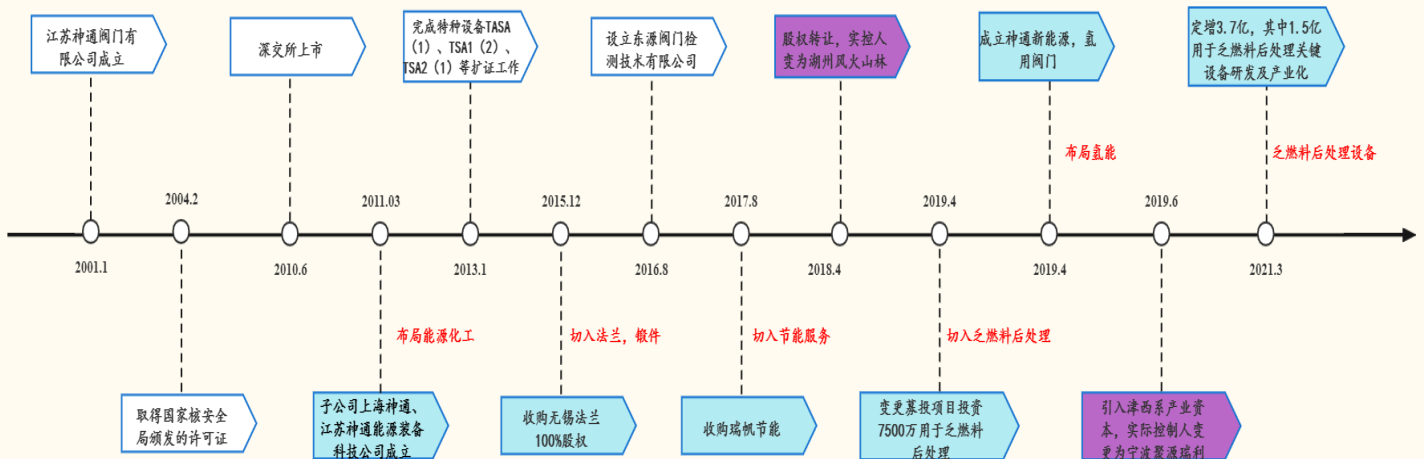 江苏神通阀门有
限公司成立
深交所上市
完成特种设备TASA
（1）、TSA1（2）、
TSA2（1）等扩证工作
设立东源阀门检
测技术有限公司
股权转让，实控人
变为湖州风火山林
成立神通新能源，氢
用阀门
定增3.7亿，其中1.5亿
用于乏燃料后处理关键
设备研发及产业化
布局氢能
乏燃料后处理设备
2004.2
2011.03
2015.12
2017.8
2019.4
2019.6
2001.1
2010.6
2013.1
2016.8
2018.4
2019.4
2021.3
布局能源化工
切入法兰，锻件
切入节能服务
切入乏燃料后处理
取得国家核安全
局颁发的许可证
子公司上海神通、
江苏神通能源装备
科技公司成立
收购无锡法兰
100%股权
收购瑞帆节能
变更募投项目投资
7500万用于乏燃料
后处理
引入津西系产业资
本，实际控制人变
更为宁波聚源瑞利